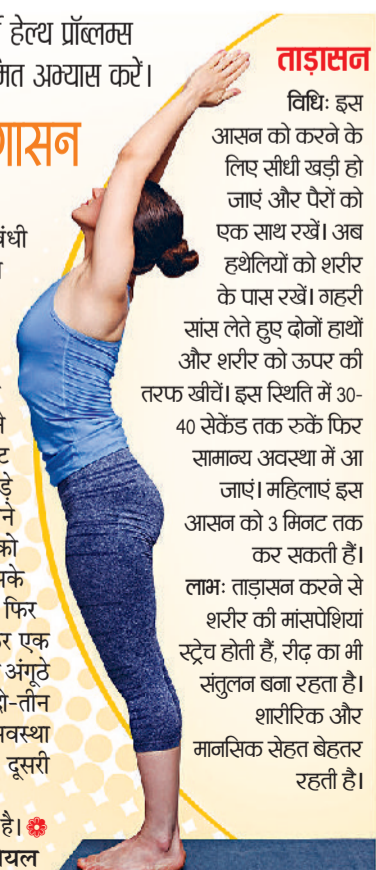 हेल्थ प्रॉब्लम्स
अभ्यास करें।
बंधी
फिर
र एक
अंगूठे
दो-तीन
दूसरी
है।
ताड़ासन
विधिः इस
आसन को करने के
लिए सीधी खड़ी हो
जाएं और पैरों को
एक साथ रखें। अब
हथेलियों को शरीर
के पास रखें। गहरी
सांस लेते हुए दोनों हाथों
और शरीर को ऊपर की
तरफ खीचें। इस स्थिति में 30-
40 सेकेंड तक रुकें फिर
सामान्य अवस्था में आ
जाएं। महिलाएं इस
आसन को 3 मिनट तक
कर सकती हैं।
लाभः ताड़ासन करने से
शरीर की मांसपेशियां
स्ट्रेच होती हैं, रीढ़ का भी
संतुलन बना रहता है।
शारीरिक और
मानसिक सेहत बेहतर
रहती है।